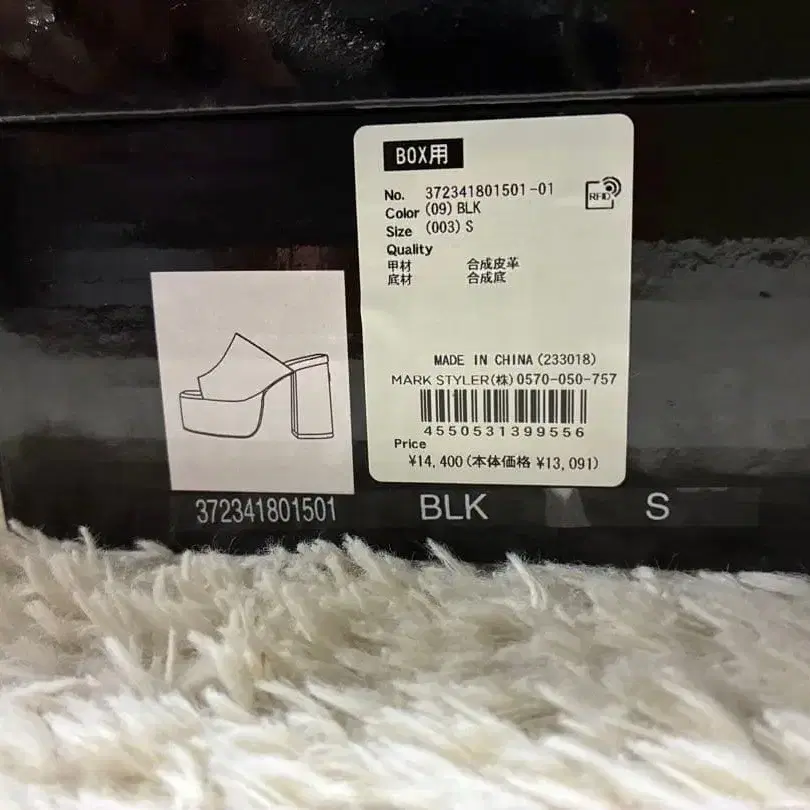 BOX用
No. 372341801501-01
Color (09) BLK
Size (003) S
RFID
Quality
甲材 合成皮革
底材 合成底
MADE IN CHINA (233018)
MARK STYLER(株) 0570-050-757
4550531399556
Price
¥14,400(本体価格 ¥13,091)
372341801501 BLK S